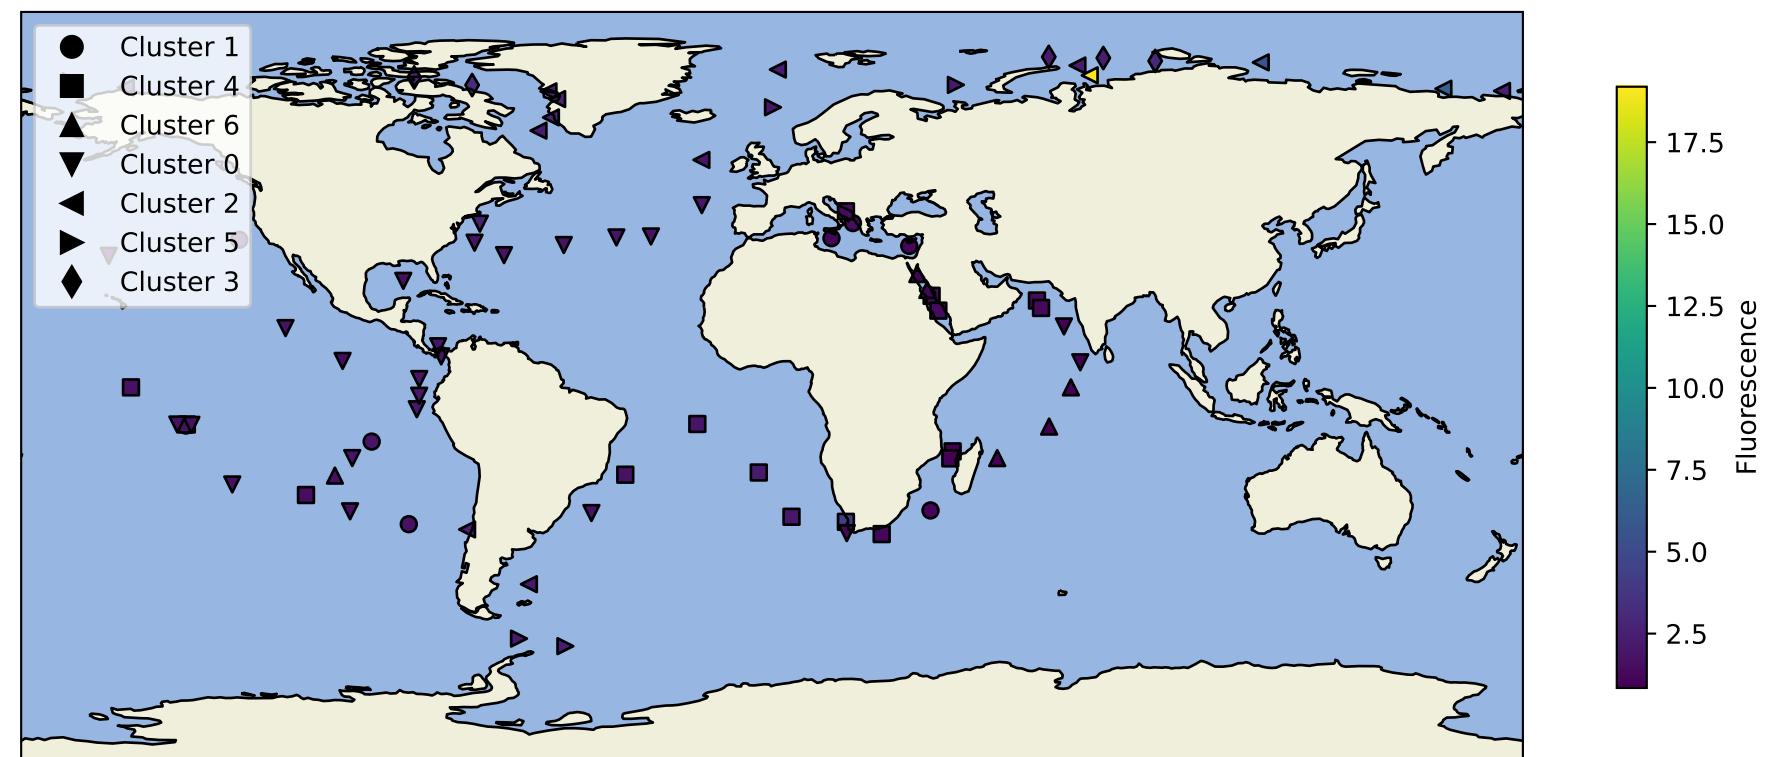 Cluster 1
Cluster 4
Cluster 6
Cluster 0
Cluster 2
Cluster 5
Cluster 3
17.5
15.0
12.5
10.0
7.5
5.0
2.5
Fluorescence